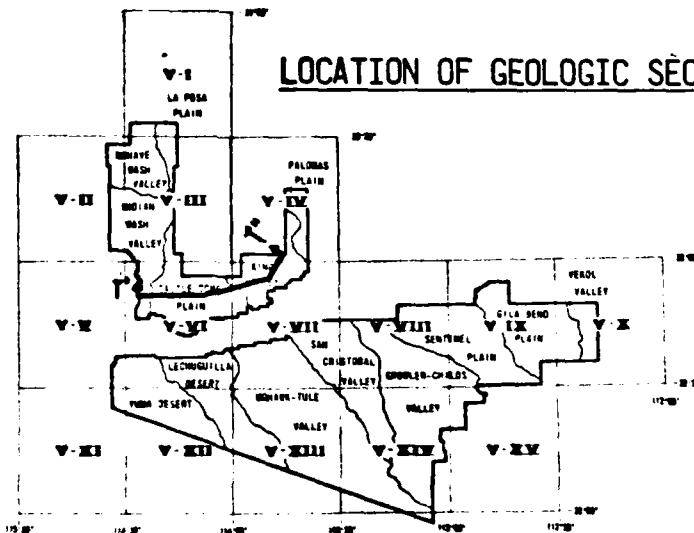 LOCATION OF GEOLOGIC SEC
V-I
LA POSA
PLAIN
MOHAVE
WASH
VALLEY
PALOMAS
PLAIN
V-II
V-III
V-IV
INDIAN
WASH
VALLEY
KING
PLAIN
VEKOL
VALLEY
GILA BEND
PLAIN
V-V
V-VI
V-VII
V-VIII
V-IX
V-X
SENTINEL
PLAIN
SAN
CRISTOBAL
VALLEY
LECHUGUILLA
DESERT
GROWLER-CHILDS
VALLEY
YUMA DESERT
MOHAWK-TULE
VALLEY
V-XI
V-XII
V-XIII
V-XIV
V-XV